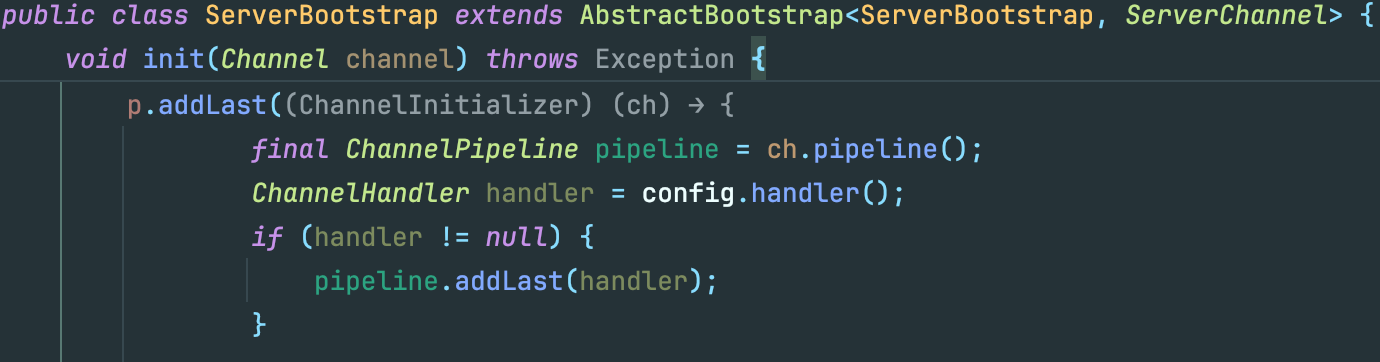 public class ServerBootstrap extends AbstractBootstrap<ServerBootstrap, ServerChannel> {
void init(Channel channel) throws Exception {
p.addLast((ChannelInitializer) (ch) → {
final ChannelPipeline pipeline = ch.pipeline();
ChannelHandler handler = config.handler();
if (handler != null) {
pipeline.addLast(handler);
}